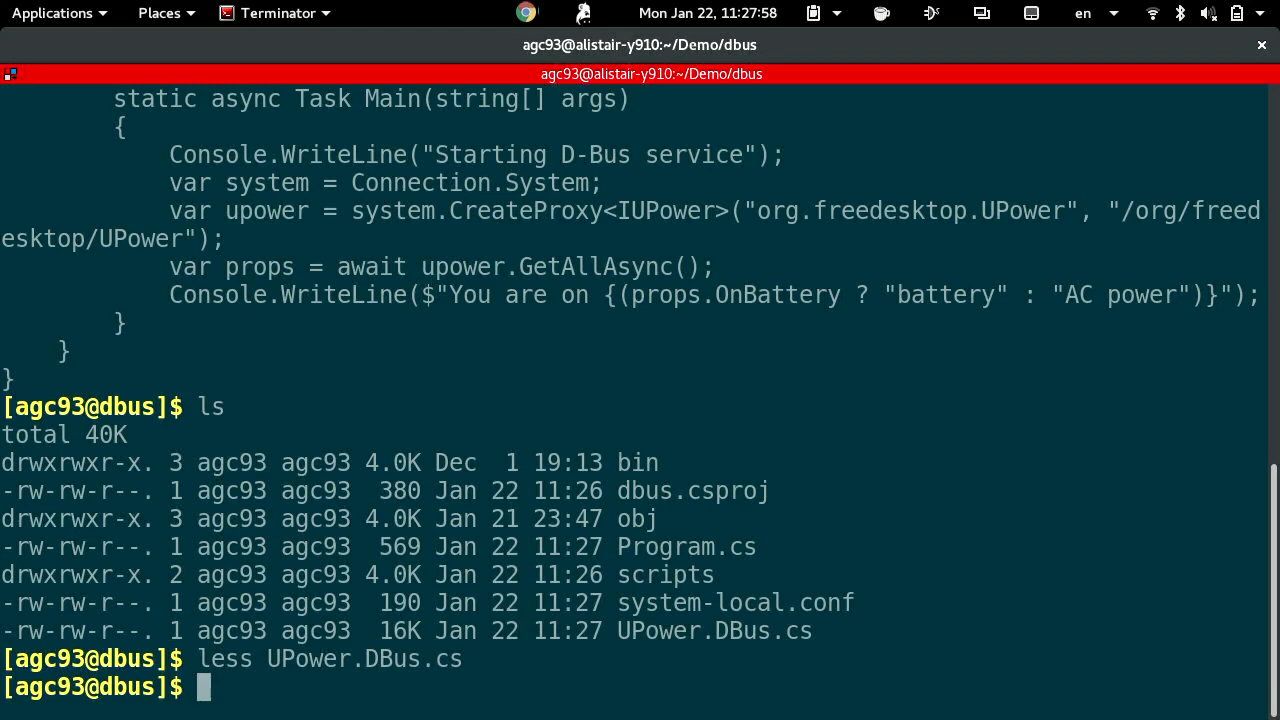 Applications Places Terminator Mon Jan 22, 11:27:58 en
agc93@alistair-y910:~/Demo/dbus
agc93@alistair-y910:~/Demo/dbus
static async Task Main(string[] args)
{
Console.WriteLine("Starting D-Bus service");
var system = Connection.System;
var upower = system.CreateProxy<IUPower>("org.freedesktop.UPower", "/org/freed
esktop/UPower");
var props = await upower.GetAllAsync();
Console.WriteLine($"You are on {(props.OnBattery ? "battery" : "AC power")}");
}
}
}
[agc93@dbus]$ ls
total 40K
drwxrwxr-x. 3 agc93 agc93 4.0K Dec  1 19:13 bin
-rw-rw-r--. 1 agc93 agc93  380 Jan 22 11:26 dbus.csproj
drwxrwxr-x. 3 agc93 agc93 4.0K Jan 21 23:47 obj
-rw-rw-r--. 1 agc93 agc93  569 Jan 22 11:27 Program.cs
drwxrwxr-x. 2 agc93 agc93 4.0K Jan 22 11:26 scripts
-rw-rw-r--. 1 agc93 agc93  190 Jan 22 11:27 system-local.conf
-rw-rw-r--. 1 agc93 agc93  16K Jan 22 11:27 UPower.DBus.cs
[agc93@dbus]$ less UPower.DBus.cs
[agc93@dbus]$